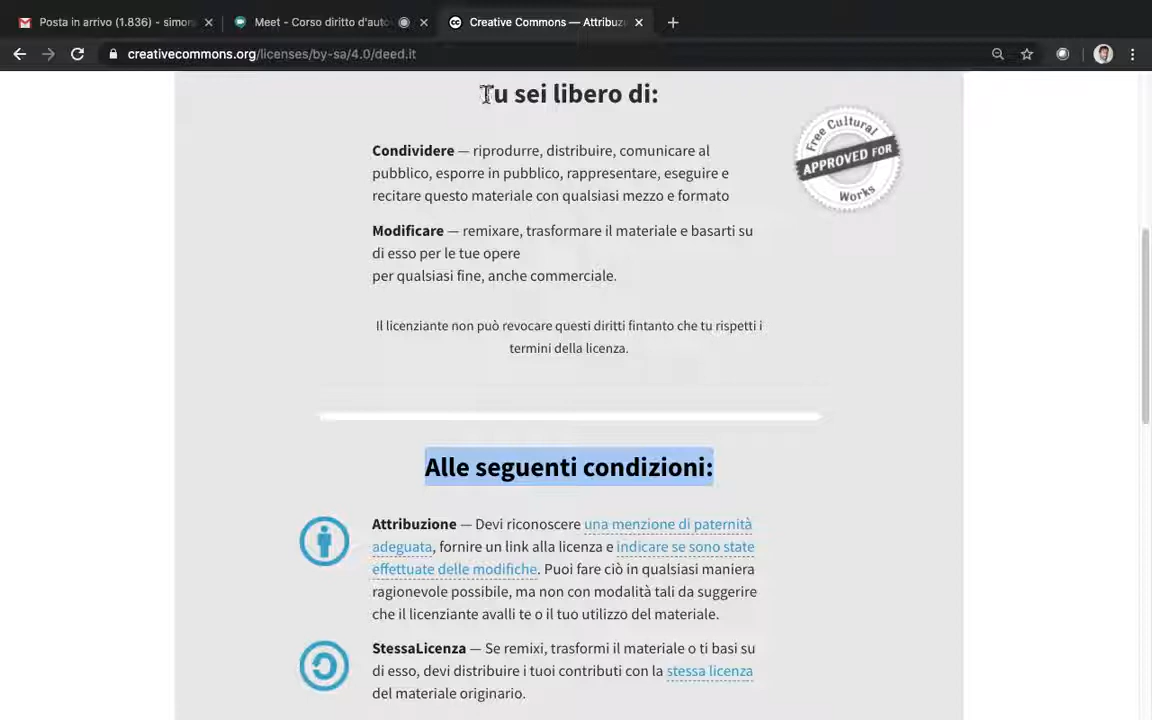 Posta in arrivo (1.836) - simon
Meet - Corso diritto d'auto
Creative Commons — Attribuz
creativecommons.org/licenses/by-sa/4.0/deed.it
Tu sei libero di:
Free Cultural
APPROVED FOR
Works
Condividere — riprodurre, distribuire, comunicare al
pubblico, esporre in pubblico, rappresentare, eseguire e
recitare questo materiale con qualsiasi mezzo e formato
Modificare — remixare, trasformare il materiale e basarti su
di esso per le tue opere
per qualsiasi fine, anche commerciale.
Il licenziante non può revocare questi diritti fintanto che tu rispetti i
termini della licenza.
Alle seguenti condizioni:
Attribuzione — Devi riconoscere una menzione di paternità
adeguata, fornire un link alla licenza e indicare se sono state
effettuate delle modifiche. Puoi fare ciò in qualsiasi maniera
ragionevole possibile, ma non con modalità tali da suggerire
che il licenziante avalli te o il tuo utilizzo del materiale.
StessaLicenza — Se remixi, trasformi il materiale o ti basi su
di esso, devi distribuire i tuoi contributi con la stessa licenza
del materiale originario.